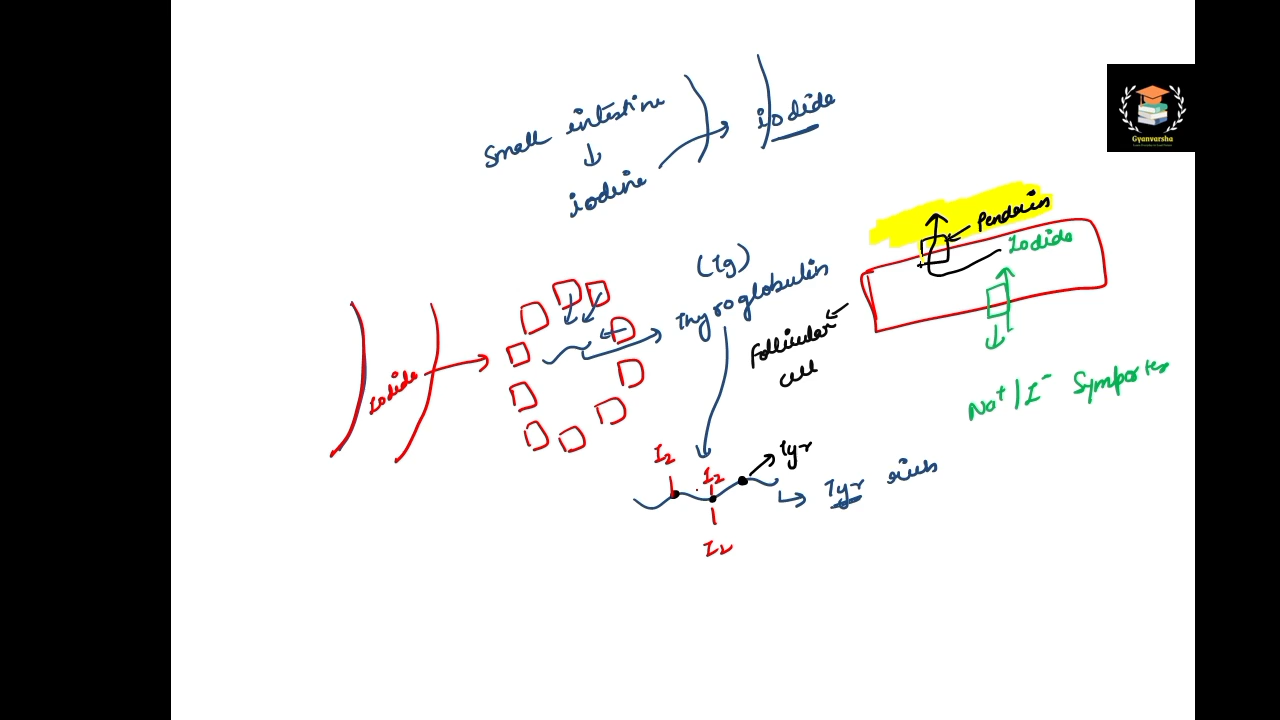 Small intestine
iodine
iodide
Gyanvarsha
Pendrin
Iodide
(Tg)
Thyroglobulin
Iodide
Follicular
cell
Na+/I- Symporter
I2
I2
Tyr
Tyr rich
I2